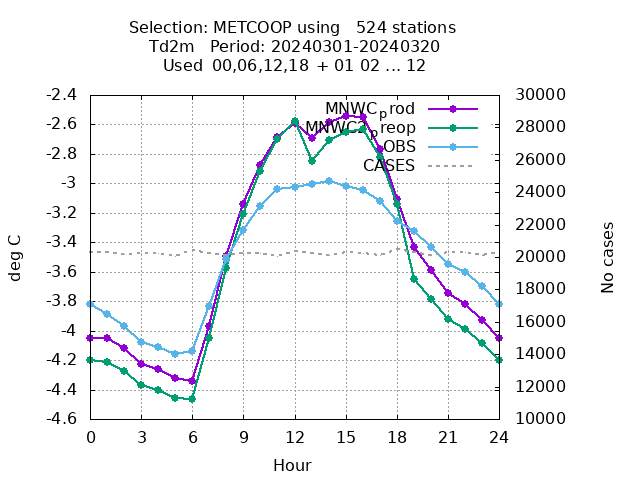 Selection: METCOOP using   524 stations
Td2m   Period: 20240301-20240320
Used 00,06,12,18 + 01 02 ... 12
MNWC_prod
MNWC2_preop
OBS
CASES
-2.4
-2.6
-2.8
-3
-3.2
-3.4
-3.6
-3.8
-4
-4.2
-4.4
-4.6
deg C
30000
28000
26000
24000
22000
20000
18000
16000
14000
12000
10000
No cases
0 3 6 9 12 15 18 21 24
Hour